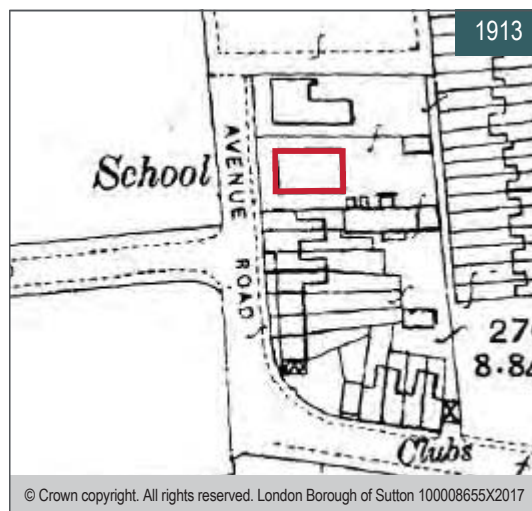 1913
School
AVENUE
ROAD
27
8.8
Clubs
© Crown copyright. All rights reserved. London Borough of Sutton 100008655X2017